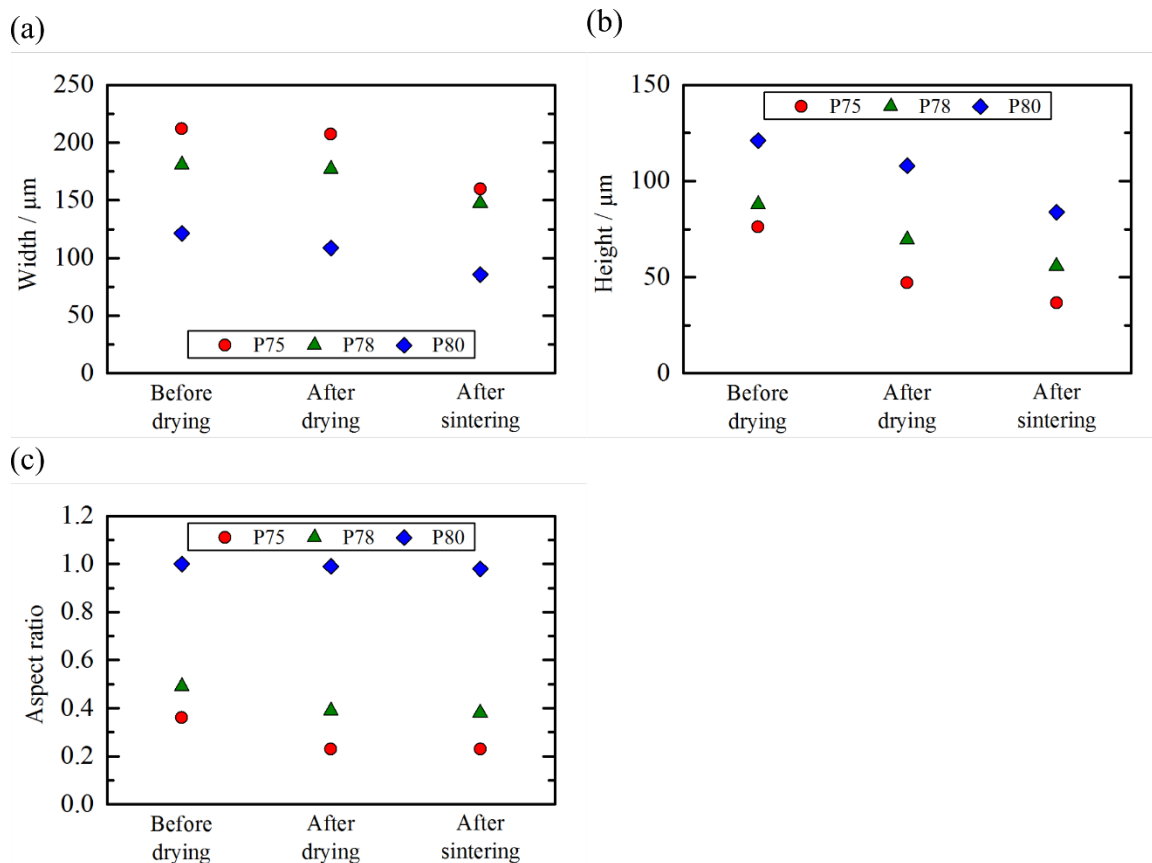 (a)
250
200
150
100
50
0
Width / μm
P75 P78 P80
Before drying
After drying
After sintering
(b)
150
100
50
0
Height / μm
P75 P78 P80
Before drying
After drying
After sintering
(c)
1.2
1.0
0.8
0.6
0.4
0.2
0.0
Aspect ratio
P75 P78 P80
Before drying
After drying
After sintering